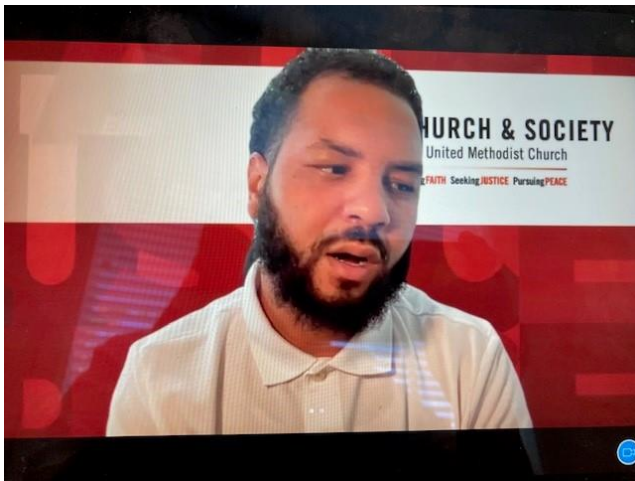 HURCH & SOCIETY
United Methodist Church
g FAITH Seeking JUSTICE Pursuing PEACE